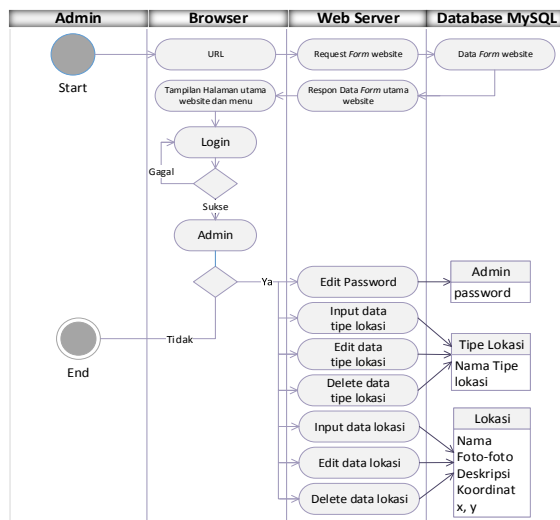 Admin
Browser
Web Server
Database MySQL
Start
URL
Request Form website
Data Form website
Tampilan Halaman utama
website dan menu
Respon Data Form utama
website
Login
Gagal
Sukse
Admin
Ya
Tidak
End
Edit Password
Input data
tipe lokasi
Edit data
tipe lokasi
Delete data
tipe lokasi
Input data lokasi
Edit data lokasi
Delete data lokasi
Admin
password
Tipe Lokasi
Nama Tipe
lokasi
Lokasi
Nama
Foto-foto
Deskripsi
Koordinat
x, y